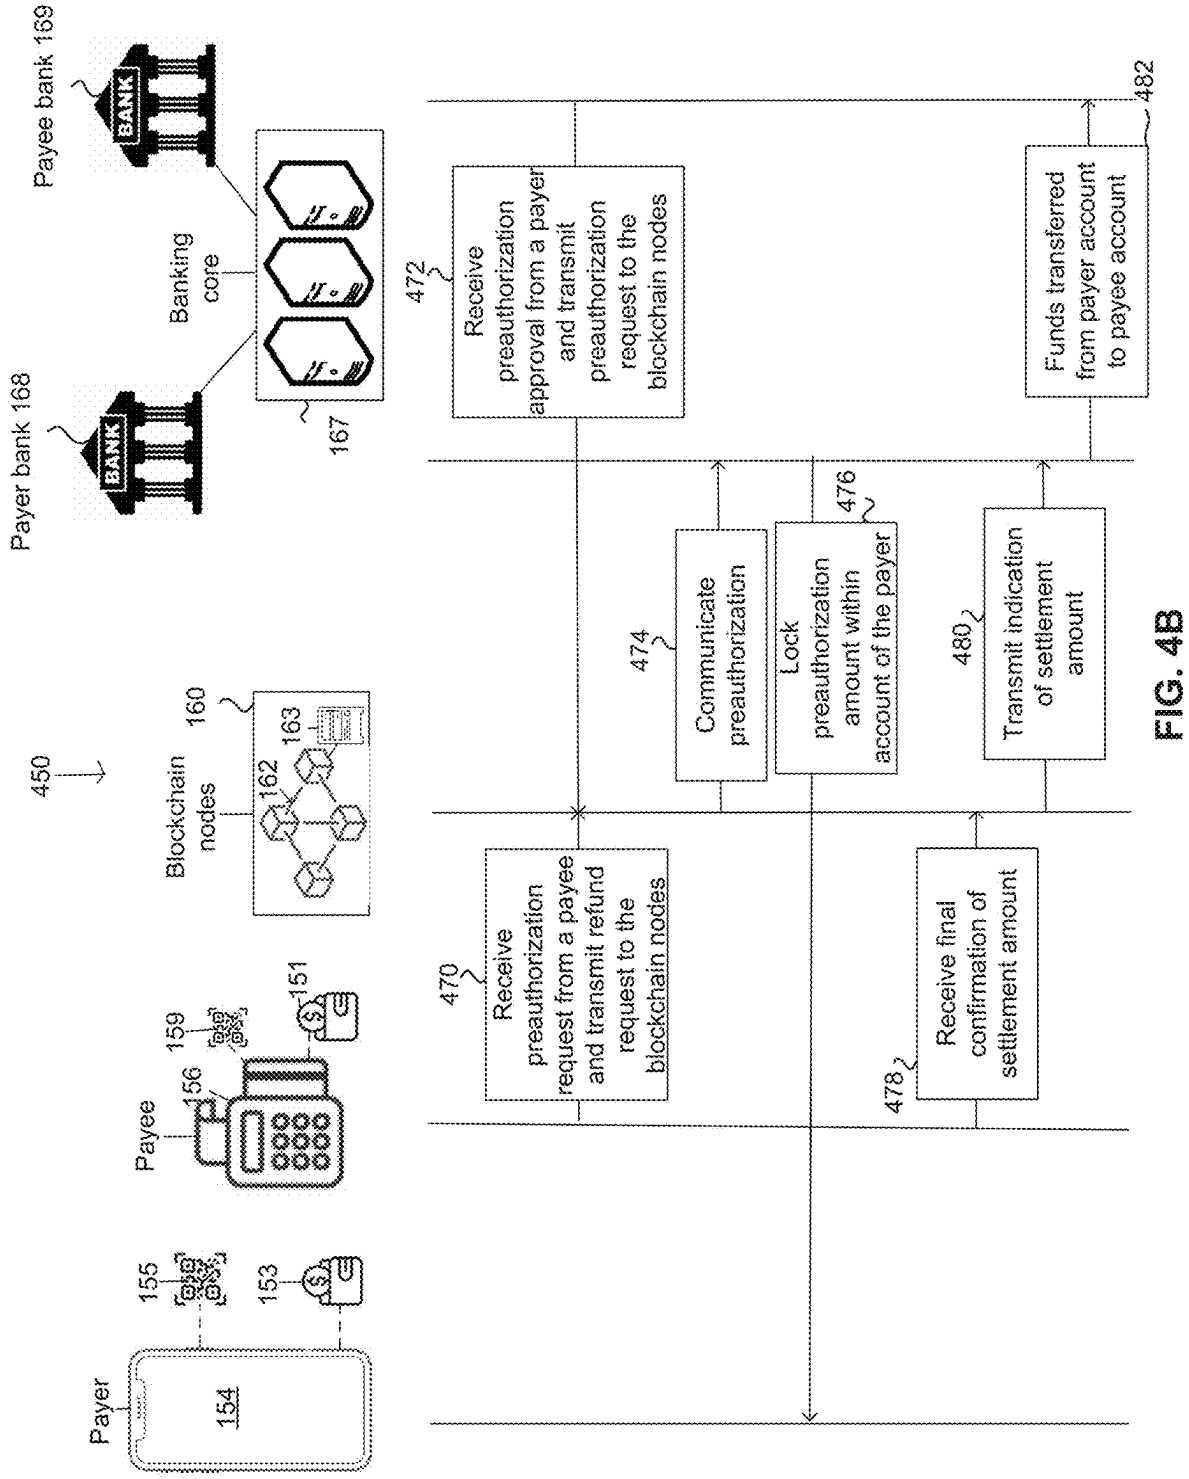 450
Payer
154
155
153
Payee
156
159
151
Blockchain
nodes
160
162
163
Payer bank 168
BANK
Banking
core
167
Payee bank 169
BANK
470
Receive
preauthorization
request from a payee
and transmit refund
request to the
blockchain nodes
472
Receive
preauthorization
approval from a payer
and transmit
preauthorization
request to the
blockchain nodes
474
Communicate
preauthorization
476
Lock
preauthorization
amount within
account of the payer
478
Receive final
confirmation of
settlement amount
480
Transmit indication
of settlement
amount
482
Funds transferred
from payer account
to payee account
FIG. 4B